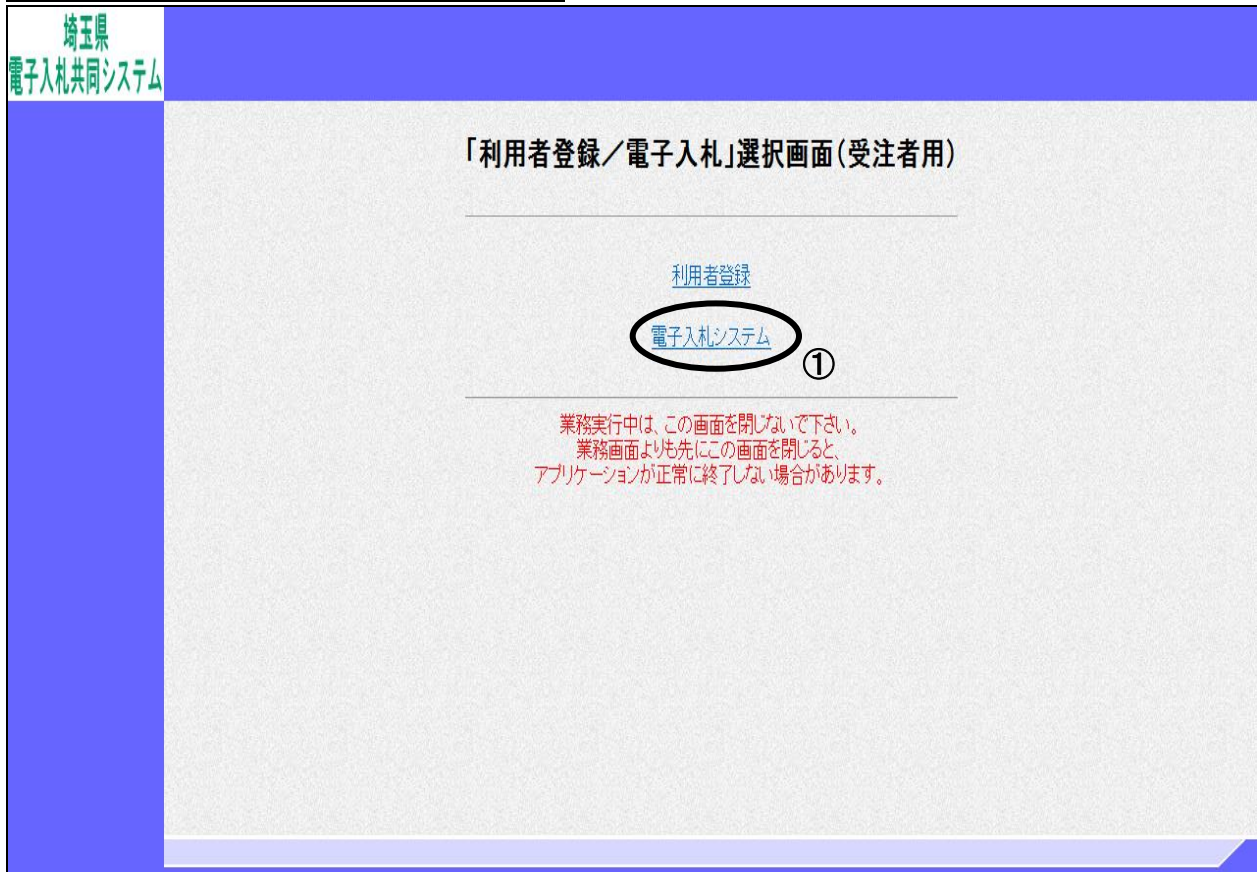 埼玉県
電子入札共同システム
「利用者登録／電子入札」選択画面(受注者用)
利用者登録
電子入札システム
①
業務実行中は、この画面を閉じないで下さい。
業務画面よりも先にこの画面を閉じると、
アプリケーションが正常に終了しない場合があります。